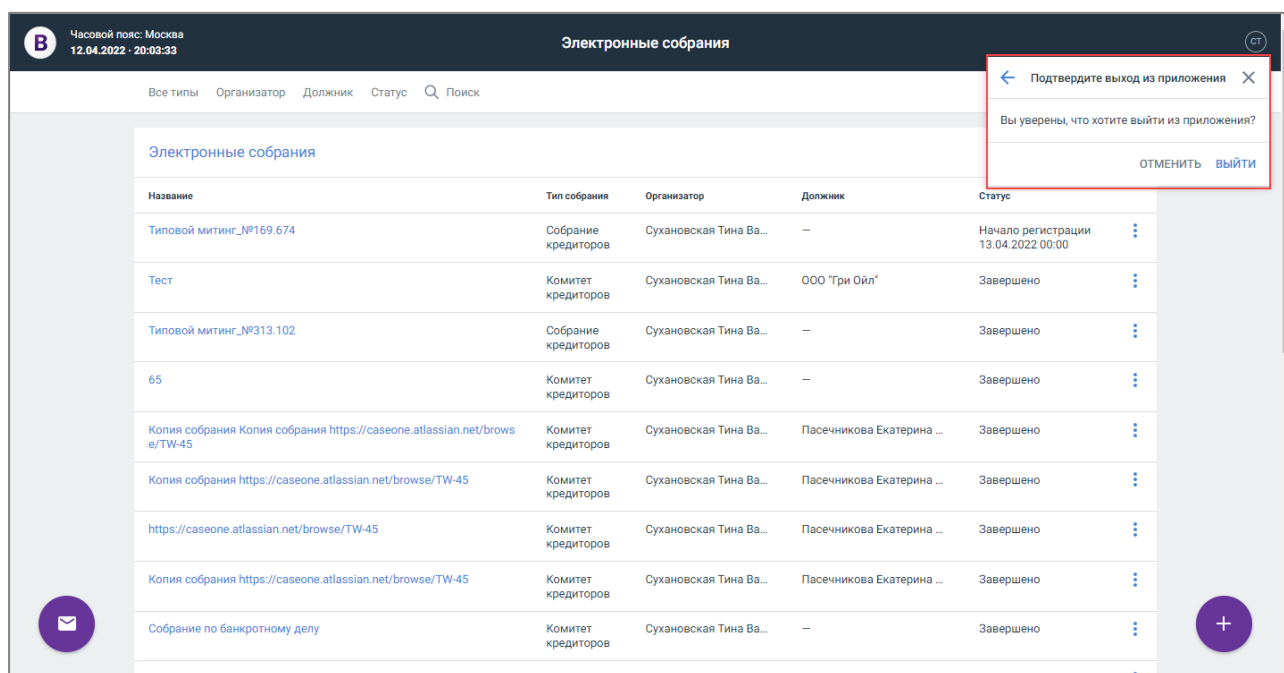 B
Часовой пояс: Москва
12.04.2022 · 20:03:33
Электронные собрания
СТ
Подтвердите выход из приложения
Вы уверены, что хотите выйти из приложения?
ОТМЕНИТЬ ВЫЙТИ
Все типы Организатор Должник Статус Поиск
Электронные собрания
Название Тип собрания Организатор Должник Статус
Типовой митинг_№169.674 Собрание Сухановская Тина Ва... — Начало регистрации
кредиторов 13.04.2022 00:00
Тест Комитет Сухановская Тина Ва... ООО "Гри Ойл" Завершено
кредиторов
Типовой митинг_№313.102 Собрание Сухановская Тина Ва... — Завершено
кредиторов
65 Комитет Сухановская Тина Ва... — Завершено
кредиторов
Копия собрания Копия собрания https://caseone.atlassian.net/brows Комитет Сухановская Тина Ва... Пасечникова Екатерина ... Завершено
e/TW-45 кредиторов
Копия собрания https://caseone.atlassian.net/browse/TW-45 Комитет Сухановская Тина Ва... Пасечникова Екатерина ... Завершено
кредиторов
https://caseone.atlassian.net/browse/TW-45 Комитет Сухановская Тина Ва... Пасечникова Екатерина ... Завершено
кредиторов
Копия собрания https://caseone.atlassian.net/browse/TW-45 Комитет Сухановская Тина Ва... Пасечникова Екатерина ... Завершено
кредиторов
Собрание по банкротному делу Комитет Сухановская Тина Ва... — Завершено
кредиторов